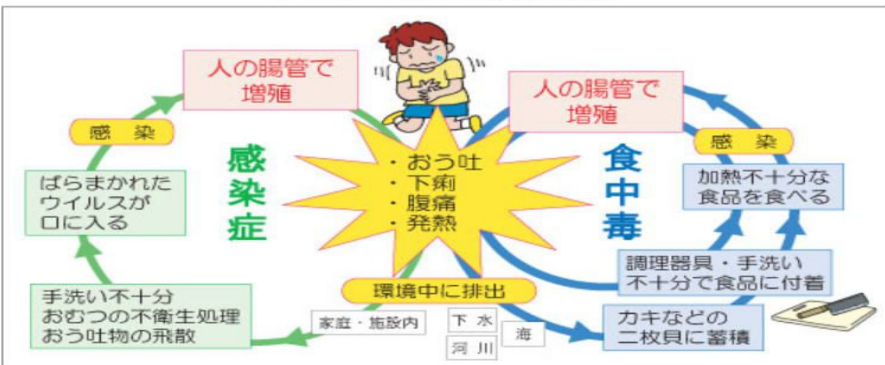 人の腸管で
増殖
感 染
ばらまかれた
ウイルスが
口に入る
手洗い不十分
おむつの不衛生処理
おう吐物の飛散
感染症
・おう吐
・下痢
・腹痛
・発熱
環境中に排出
家庭・施設内
下 水
河 川
海
食中毒
人の腸管で
増殖
感 染
加熱不十分な
食品を食べる
調理器具・手洗い
不十分で食品に付着
カキなどの
二枚貝に蓄積